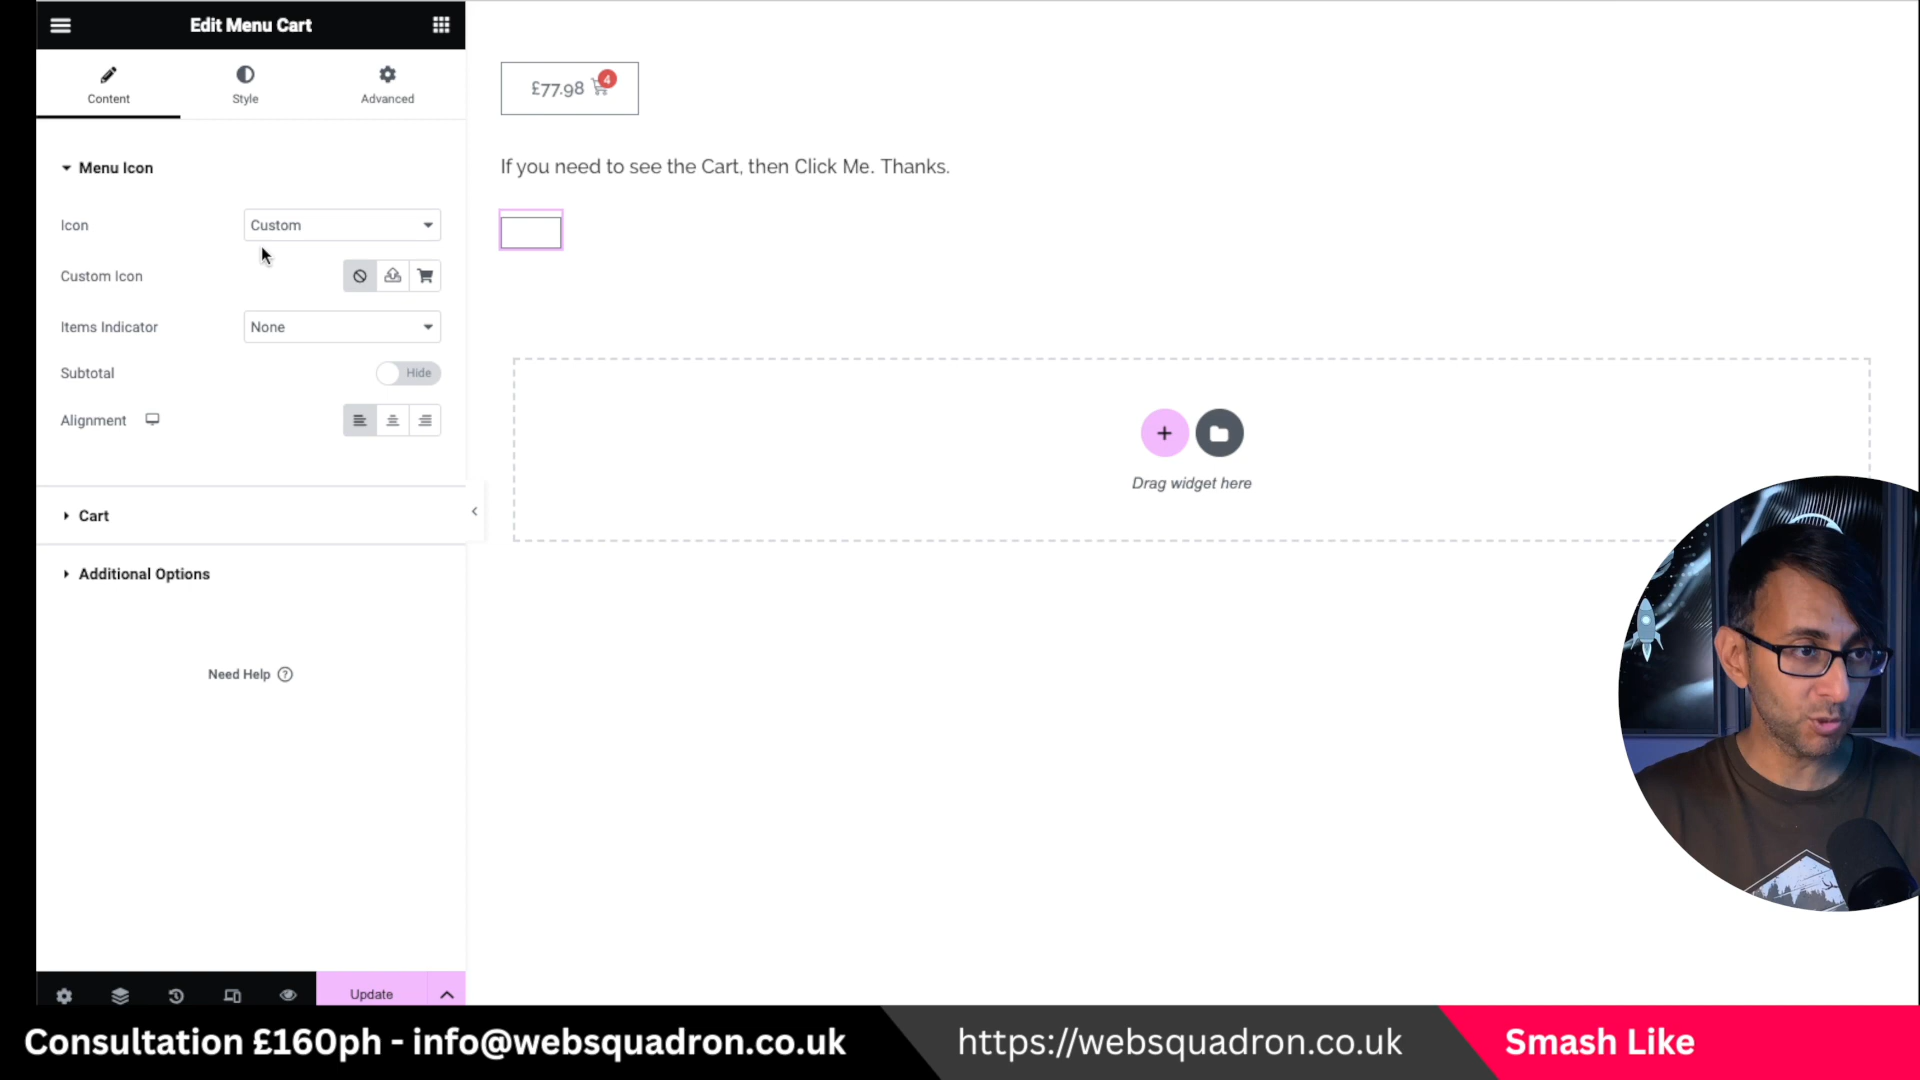 Edit Menu Cart
Content
Style
Advanced
Menu Icon
Icon
Custom
Custom Icon
Items Indicator
None
Subtotal
Hide
Alignment
Cart
Additional Options
Need Help ?
Update
£77.98
4
If you need to see the Cart, then Click Me. Thanks.
+
Drag widget here
Consultation £160ph - info@websquadron.co.uk
https://websquadron.co.uk
Smash Like